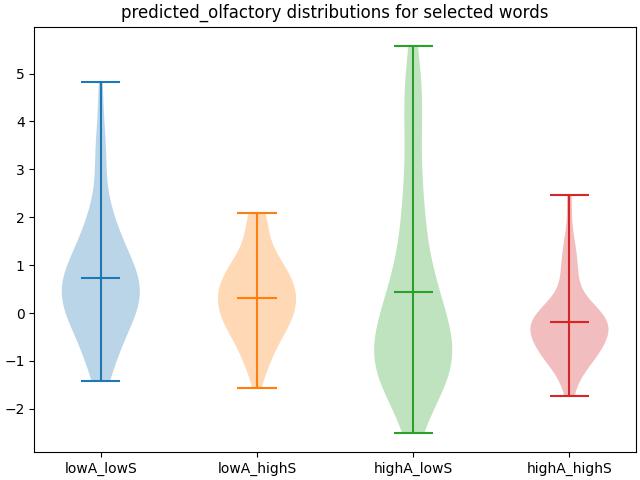 predicted_olfactory distributions for selected words
5
4
3
2
1
0
−1
−2
lowA_lowS
lowA_highS
highA_lowS
highA_highS